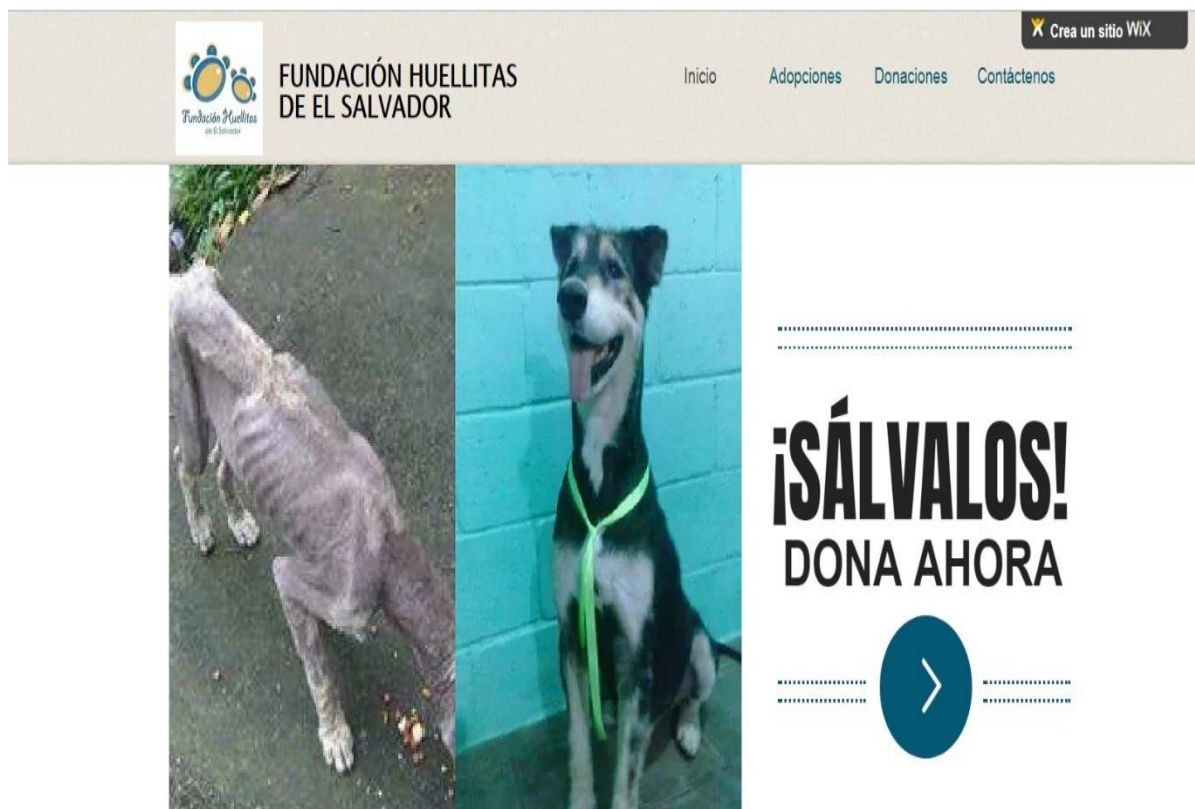 Crea un sitio WiX
Fundación Huellitas
de El Salvador
FUNDACIÓN HUELLITAS
DE EL SALVADOR
Inicio Adopciones Donaciones Contáctenos
¡SÁLVALOS!
DONA AHORA